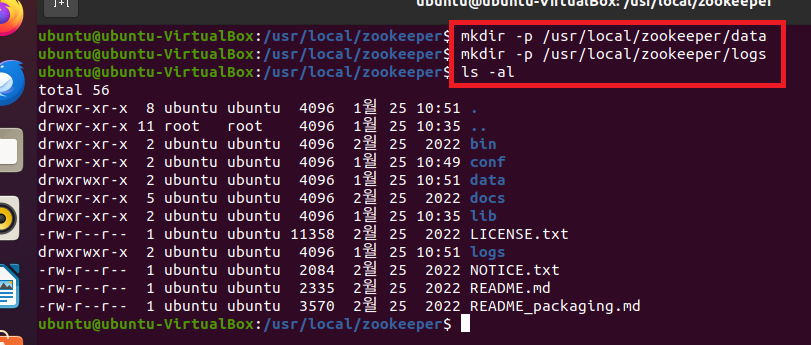 ubuntu@ubuntu-VirtualBox: /usr/local/zookeeper
ubuntu@ubuntu-VirtualBox:/usr/local/zookeeper$ mkdir -p /usr/local/zookeeper/data
ubuntu@ubuntu-VirtualBox:/usr/local/zookeeper$ mkdir -p /usr/local/zookeeper/logs
ubuntu@ubuntu-VirtualBox:/usr/local/zookeeper$ ls -al
total 56
drwxr-xr-x  8 ubuntu ubuntu  4096  1월 25 10:51 .
drwxr-xr-x 11 root   root    4096  1월 25 10:35 ..
drwxr-xr-x  2 ubuntu ubuntu  4096  2월 25  2022 bin
drwxr-xr-x  2 ubuntu ubuntu  4096  1월 25 10:49 conf
drwxrwxr-x  2 ubuntu ubuntu  4096  1월 25 10:51 data
drwxr-xr-x  5 ubuntu ubuntu  4096  2월 25  2022 docs
drwxr-xr-x  2 ubuntu ubuntu  4096  1월 25 10:35 lib
-rw-r--r--  1 ubuntu ubuntu 11358  2월 25  2022 LICENSE.txt
drwxrwxr-x  2 ubuntu ubuntu  4096  1월 25 10:51 logs
-rw-r--r--  1 ubuntu ubuntu  2084  2월 25  2022 NOTICE.txt
-rw-r--r--  1 ubuntu ubuntu  2335  2월 25  2022 README.md
-rw-r--r--  1 ubuntu ubuntu  3570  2월 25  2022 README_packaging.md
ubuntu@ubuntu-VirtualBox:/usr/local/zookeeper$